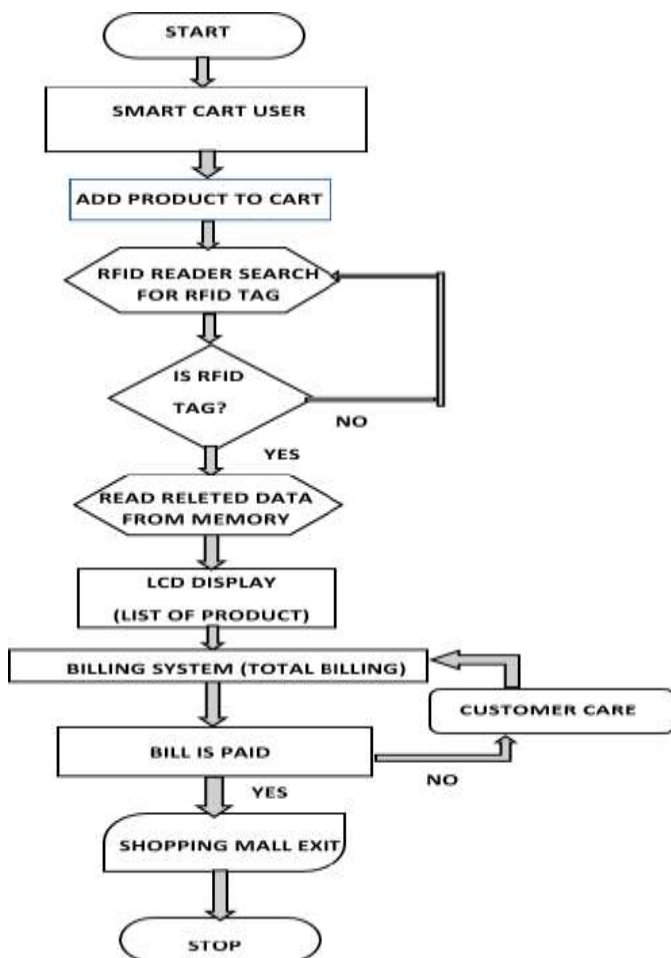 START
SMART CART USER
ADD PRODUCT TO CART
RFID READER SEARCH
FOR RFID TAG
IS RFID
TAG?
NO
YES
READ RELETED DATA
FROM MEMORY
LCD DISPLAY
(LIST OF PRODUCT)
BILLING SYSTEM (TOTAL BILLING)
CUSTOMER CARE
BILL IS PAID
NO
YES
SHOPPING MALL EXIT
STOP